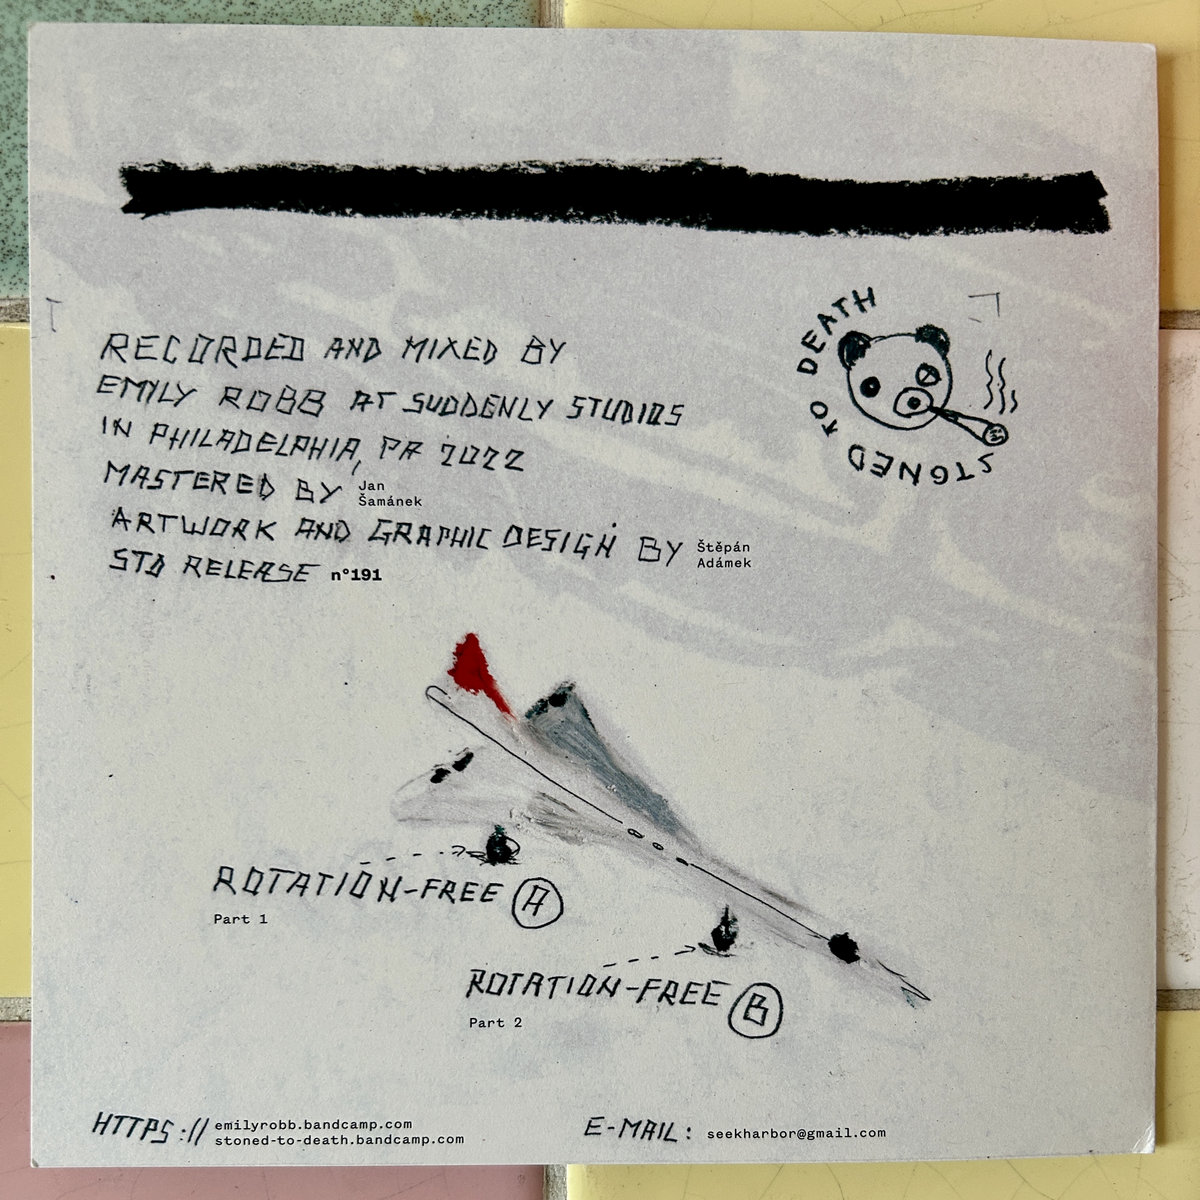 RECORDED AND MIXED BY
EMILY ROBB AT SUDDENLY STUDIOS
IN PHILADELPHIA, PA 2022
MASTERED BY Jan Šamánek
ARTWORK AND GRAPHIC DESIGN BY Štěpán Adámek
STD RELEASE n°191
STONED TO DEATH
ROTATION-FREE A
Part 1
ROTATION-FREE B
Part 2
HTTPS://emilyrobb.bandcamp.com
stoned-to-death.bandcamp.com
E-MAIL: seekharbor@gmail.com